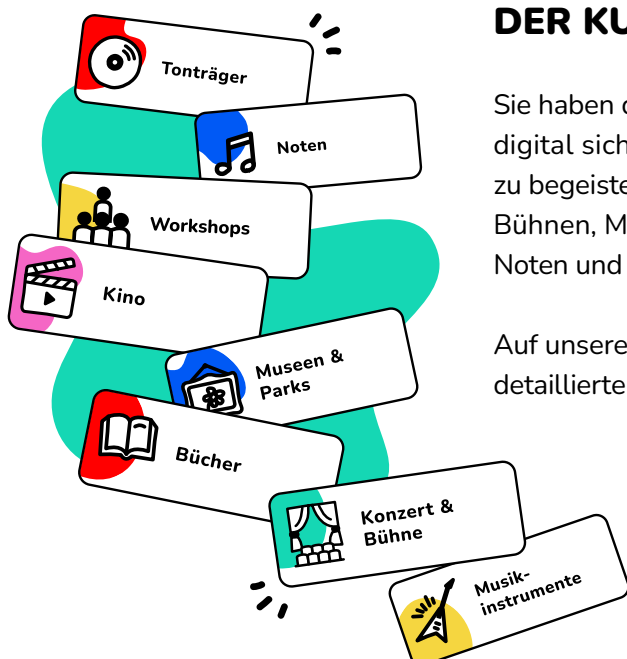 Tonträger
Noten
Workshops
Kino
Museen &
Parks
Bücher
Konzert &
Bühne
Musik-
instrumente
DER KU
Sie haben
digital sich
zu begeiste
Bühnen, M
Noten und
Auf unsere
detaillierte